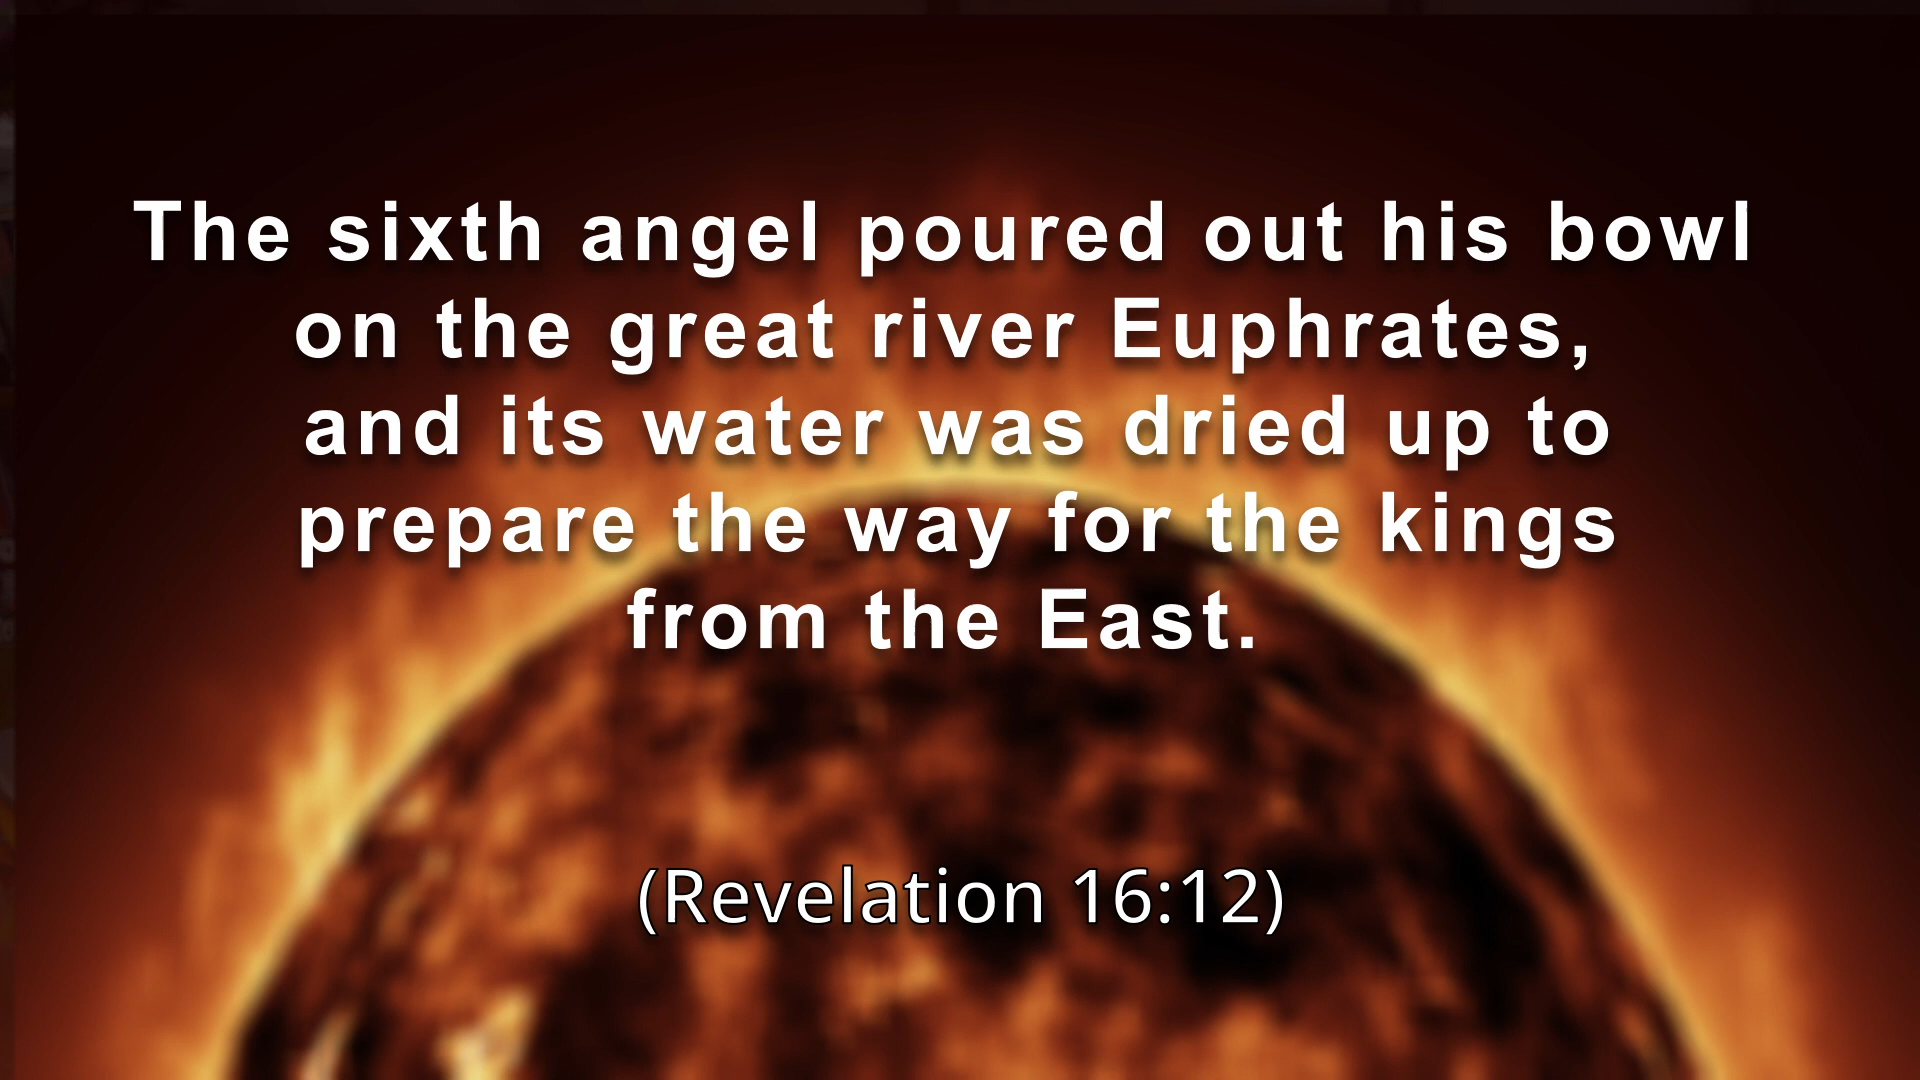 The sixth angel poured out his bowl
on the great river Euphrates,
and its water was dried up to
prepare the way for the kings
from the East.
(Revelation 16:12)